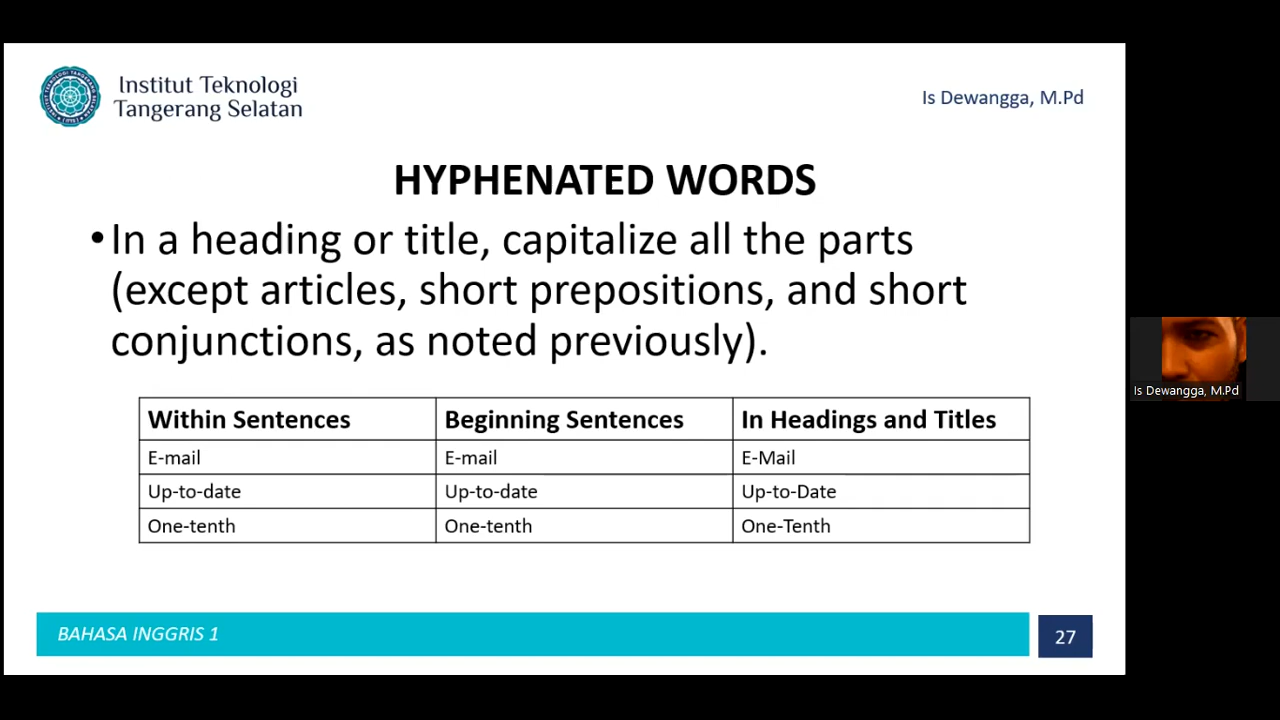 Institut Teknologi
Tangerang Selatan
Is Dewangga, M.Pd
HYPHENATED WORDS
•In a heading or title, capitalize all the parts
(except articles, short prepositions, and short
conjunctions, as noted previously).
Within Sentences Beginning Sentences In Headings and Titles
E-mail E-mail E-Mail
Up-to-date Up-to-date Up-to-Date
One-tenth One-tenth One-Tenth
Is Dewangga, M.Pd
BAHASA INGGRIS 1
27